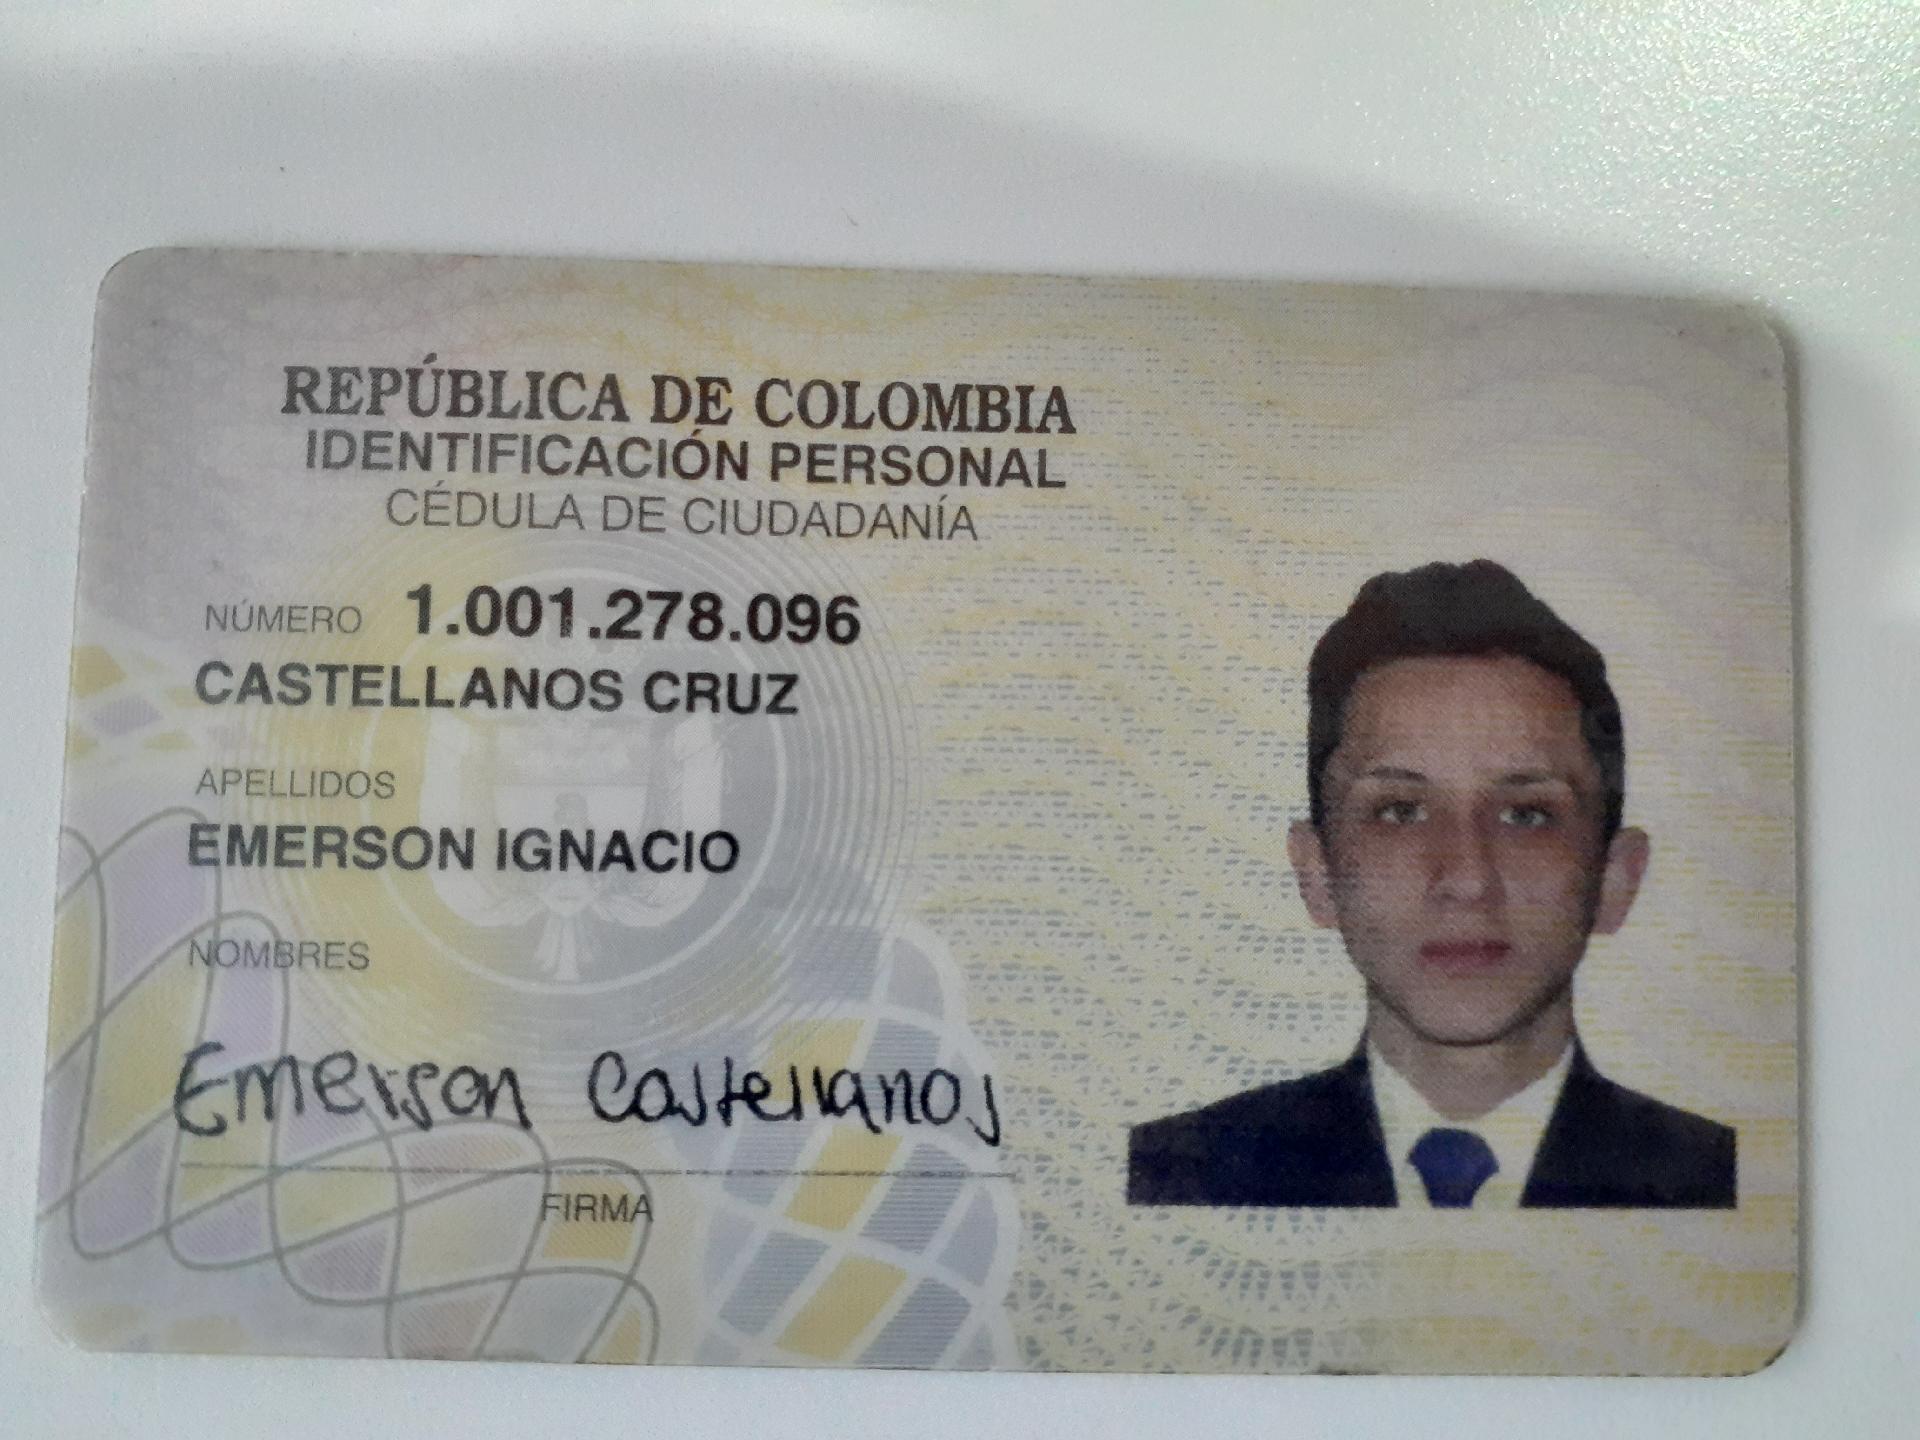 REPÚBLICA DE COLOMBIA
IDENTIFICACIÓN PERSONAL
CÉDULA DE CIUDADANÍA
NÚMERO 1.001.278.096
CASTELLANOS CRUZ
APELLIDOS
EMERSON IGNACIO
NOMBRES
Emerson Castellanos
FIRMA